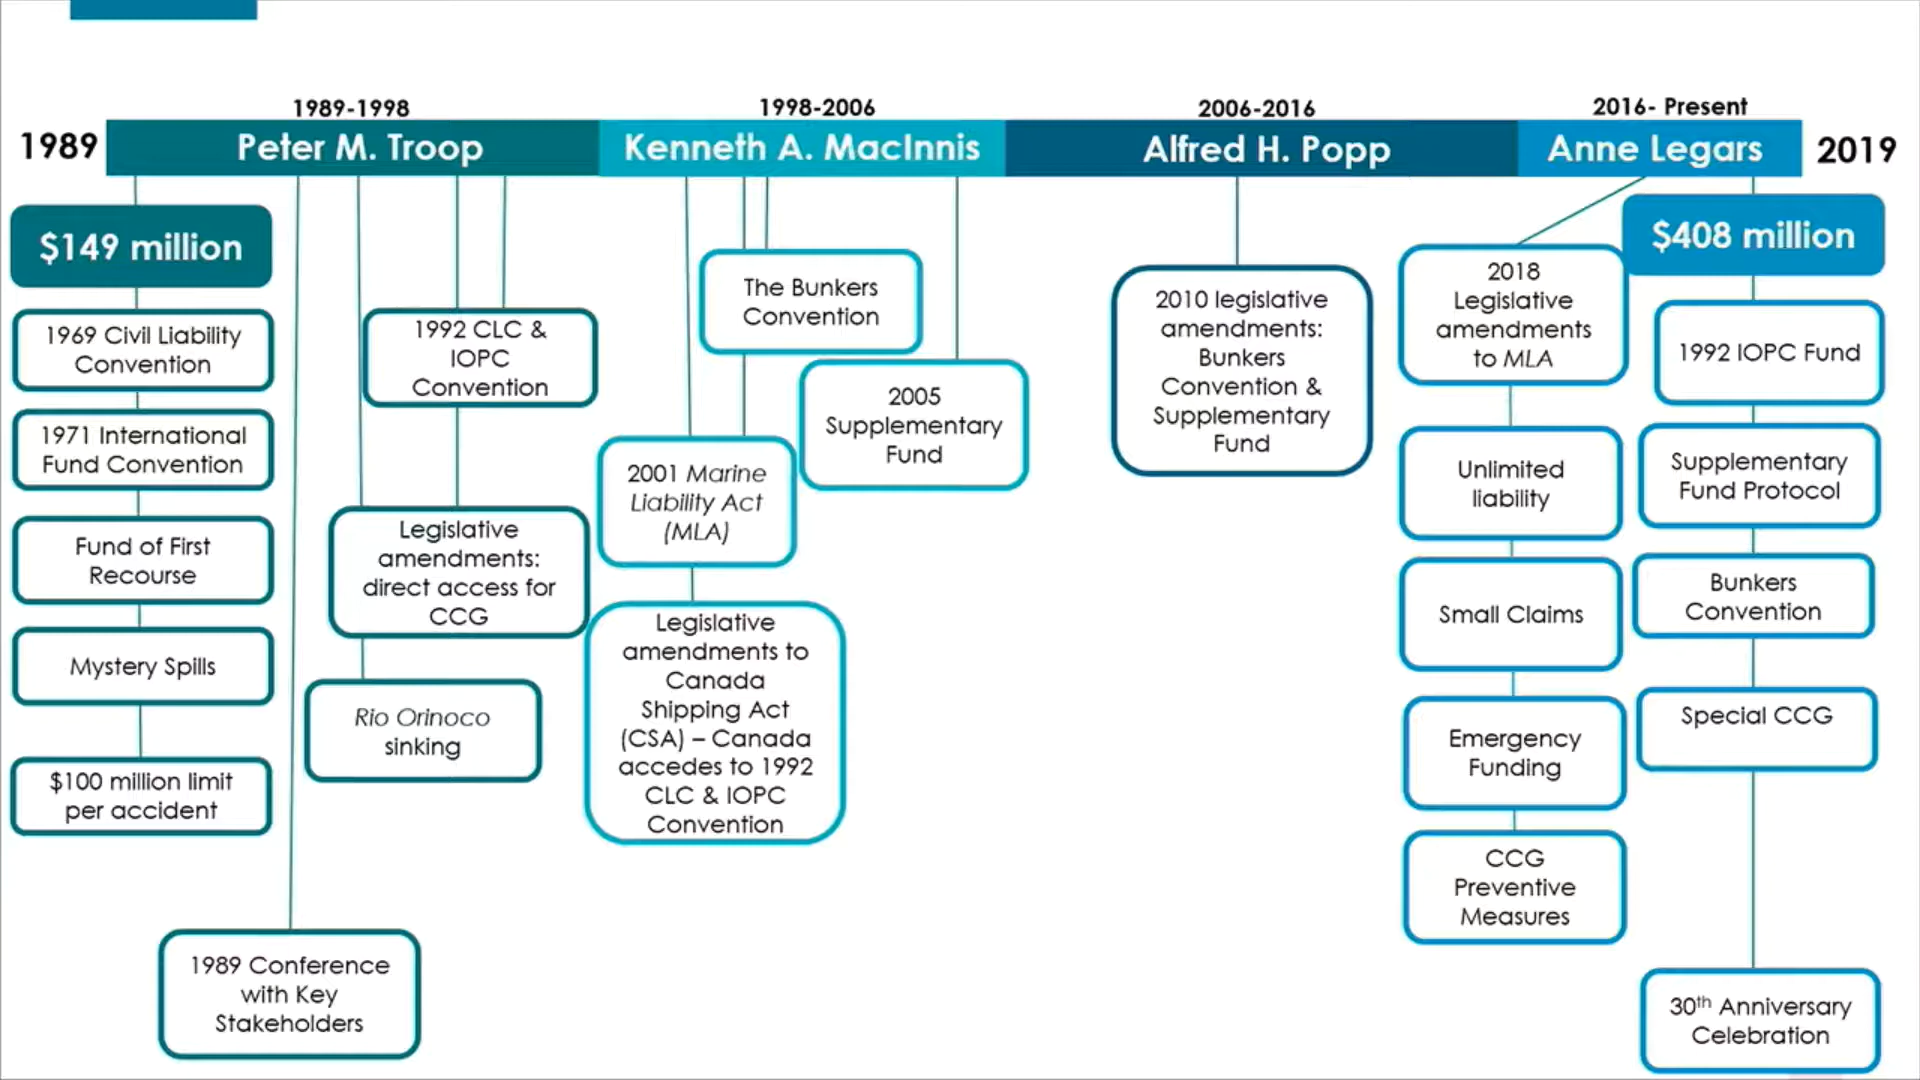 1989-1998
1998-2006
2006-2016
2016- Present
1989
Peter M. Troop
Kenneth A. MacInnis
Alfred H. Popp
Anne Legars
2019
$149 million
1969 Civil Liability
Convention
1971 International
Fund Convention
Fund of First
Recourse
Mystery Spills
$100 million limit
per accident
1989 Conference
with Key
Stakeholders
1992 CLC &
IOPC
Convention
Legislative
amendments:
direct access for
CCG
Rio Orinoco
sinking
The Bunkers
Convention
2005
Supplementary
Fund
2001 Marine
Liability Act
(MLA)
Legislative
amendments to
Canada
Shipping Act
(CSA) – Canada
accedes to 1992
CLC & IOPC
Convention
2010 legislative
amendments:
Bunkers
Convention &
Supplementary
Fund
2018
Legislative
amendments
to MLA
Unlimited
liability
Small Claims
Emergency
Funding
CCG
Preventive
Measures
$408 million
1992 IOPC Fund
Supplementary
Fund Protocol
Bunkers
Convention
Special CCG
30th Anniversary
Celebration